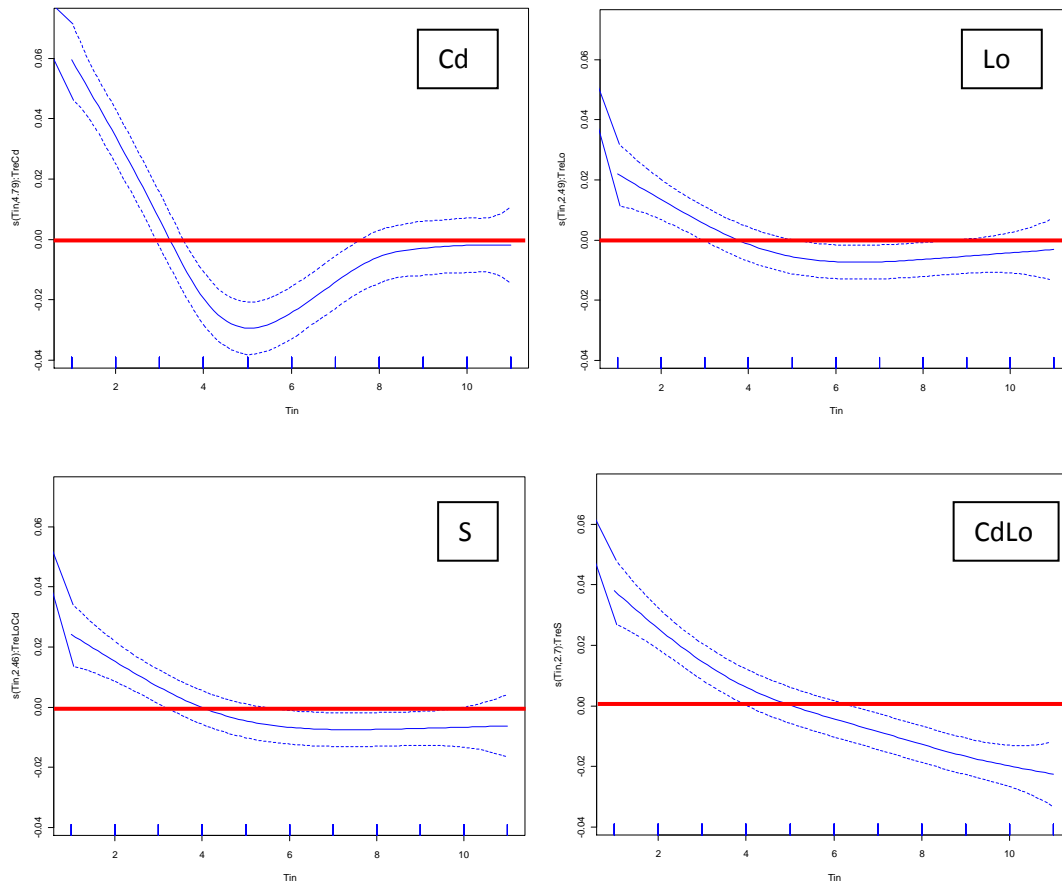 Cd
0.06
0.04
0.02
0.00
-0.02
-0.04
s(Tin,4.79):TreCd
2 4 6 8 10
Tin
Lo
0.06
0.04
0.02
0.00
-0.02
-0.04
s(Tin,2.49):TreLo
2 4 6 8 10
Tin
S
0.06
0.04
0.02
0.00
-0.02
-0.04
s(Tin,2.46):TreLoCd
2 4 6 8 10
Tin
CdLo
0.06
0.04
0.02
0.00
-0.02
-0.04
s(Tin,2.7):TreS
2 4 6 8 10
Tin